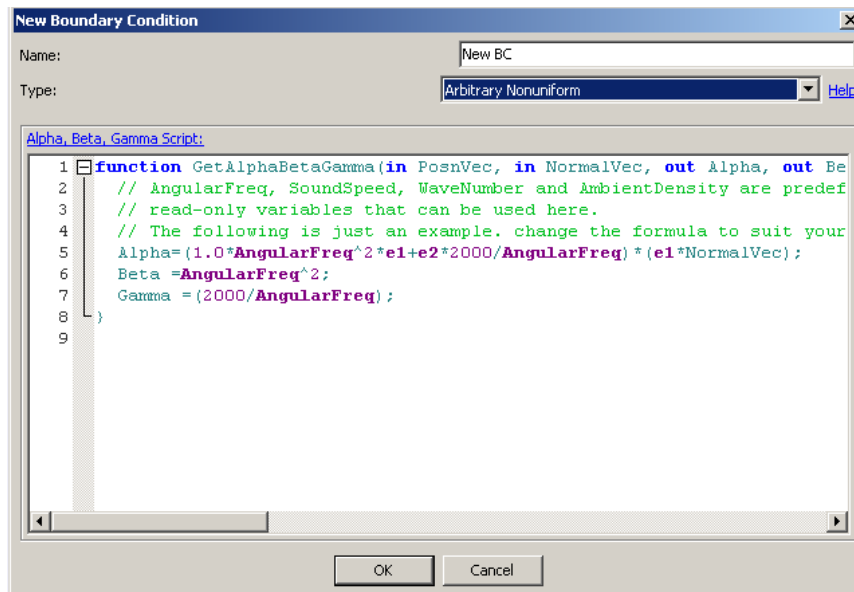 New Boundary Condition
Name:
New BC
Type:
Arbitrary Nonuniform
Help
Alpha, Beta, Gamma Script:
1 function GetAlphaBetaGamma(in PosnVec, in NormalVec, out Alpha, out Be
2 // AngularFreq, SoundSpeed, WaveNumber and AmbientDensity are predef
3 // read-only variables that can be used here.
4 // The following is just an example. change the formula to suit your
5 Alpha=(1.0*AngularFreq^2*e1+e2*2000/AngularFreq)*(e1*NormalVec);
6 Beta =AngularFreq^2;
7 Gamma =(2000/AngularFreq);
8 }
9
OK
Cancel